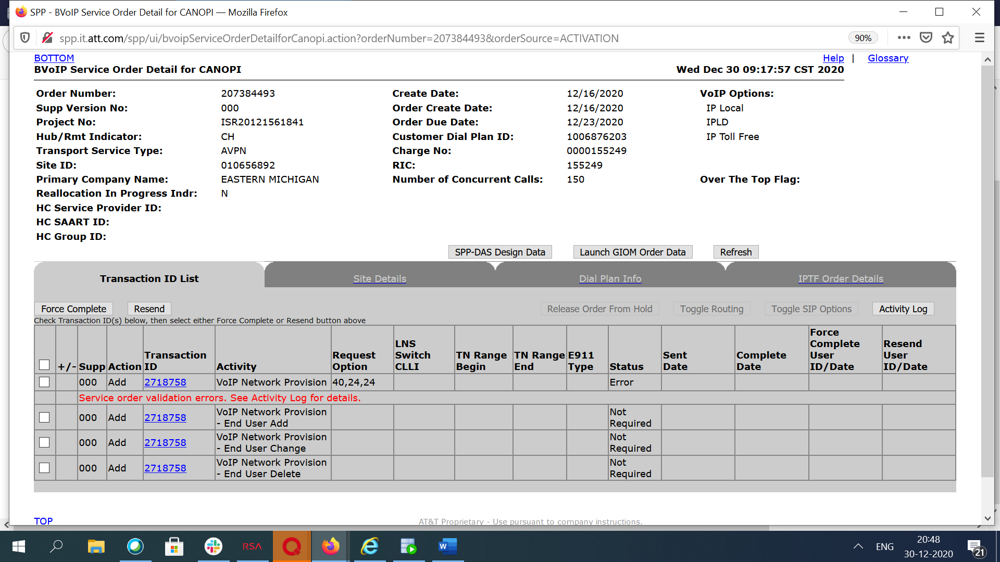 SPP - BVoIP Service Order Detail for CANOPI — Mozilla Firefox
spp.it.att.com/spp/ui/bvoipServiceOrderDetailforCanopi.action?orderNumber=207384493&orderSource=ACTIVATION 90%
BOTTOM Help | Glossary
BVoIP Service Order Detail for CANOPI Wed Dec 30 09:17:57 CST 2020
Order Number: 207384493 Create Date: 12/16/2020 VoIP Options:
Supp Version No: 000 Order Create Date: 12/16/2020 IP Local
Project No: ISR20121561841 Order Due Date: 12/23/2020 IPLD
Hub/Rmt Indicator: CH Customer Dial Plan ID: 1006876203 IP Toll Free
Transport Service Type: AVPN Charge No: 0000155249
Site ID: 010656892 RIC: 155249
Primary Company Name: EASTERN MICHIGAN Number of Concurrent Calls: 150 Over The Top Flag:
Reallocation In Progress Indr: N
HC Service Provider ID:
HC SAART ID:
HC Group ID:
SPP-DAS Design Data Launch GIOM Order Data Refresh
Transaction ID List Site Details Dial Plan Info IPTF Order Details
Force Complete Resend Release Order From Hold Toggle Routing Toggle SIP Options Activity Log
Check Transaction ID(s) below, then select either Force Complete or Resend button above
+/- Supp Action Transaction ID Activity Request Option LNS Switch CLLI TN Range Begin TN Range End E911 Type Status Sent Date Complete Date Force Complete User ID/Date Resend User ID/Date
000 Add 2718758 VoIP Network Provision 40,24,24 Error
Service order validation errors. See Activity Log for details.
000 Add 2718758 VoIP Network Provision - End User Add Not Required
000 Add 2718758 VoIP Network Provision - End User Change Not Required
000 Add 2718758 VoIP Network Provision - End User Delete Not Required
TOP AT&T Proprietary - Use pursuant to company instructions.
RSA W ENG 20:48
30-12-2020 21